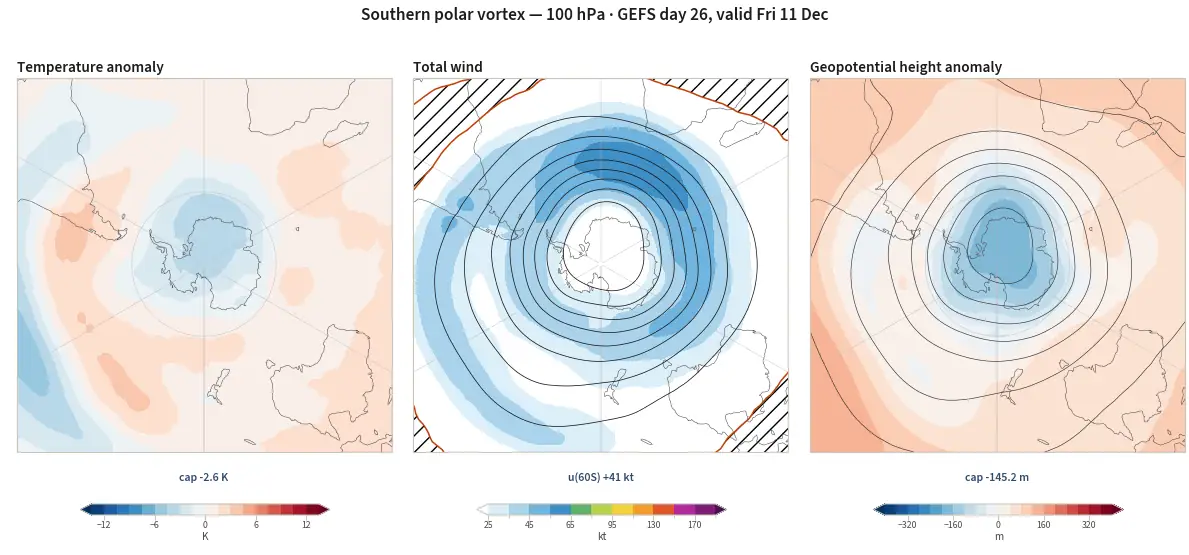 Southern polar vortex — 100 hPa · GEFS day 26, valid Fri 11 Dec
Temperature anomaly
Total wind
Geopotential height anomaly
cap -2.6 K
u(60S) +41 kt
cap -145.2 m
−12 −6 0 6 12
K
25 45 65 95 130 170
kt
−320 −160 0 160 320
m